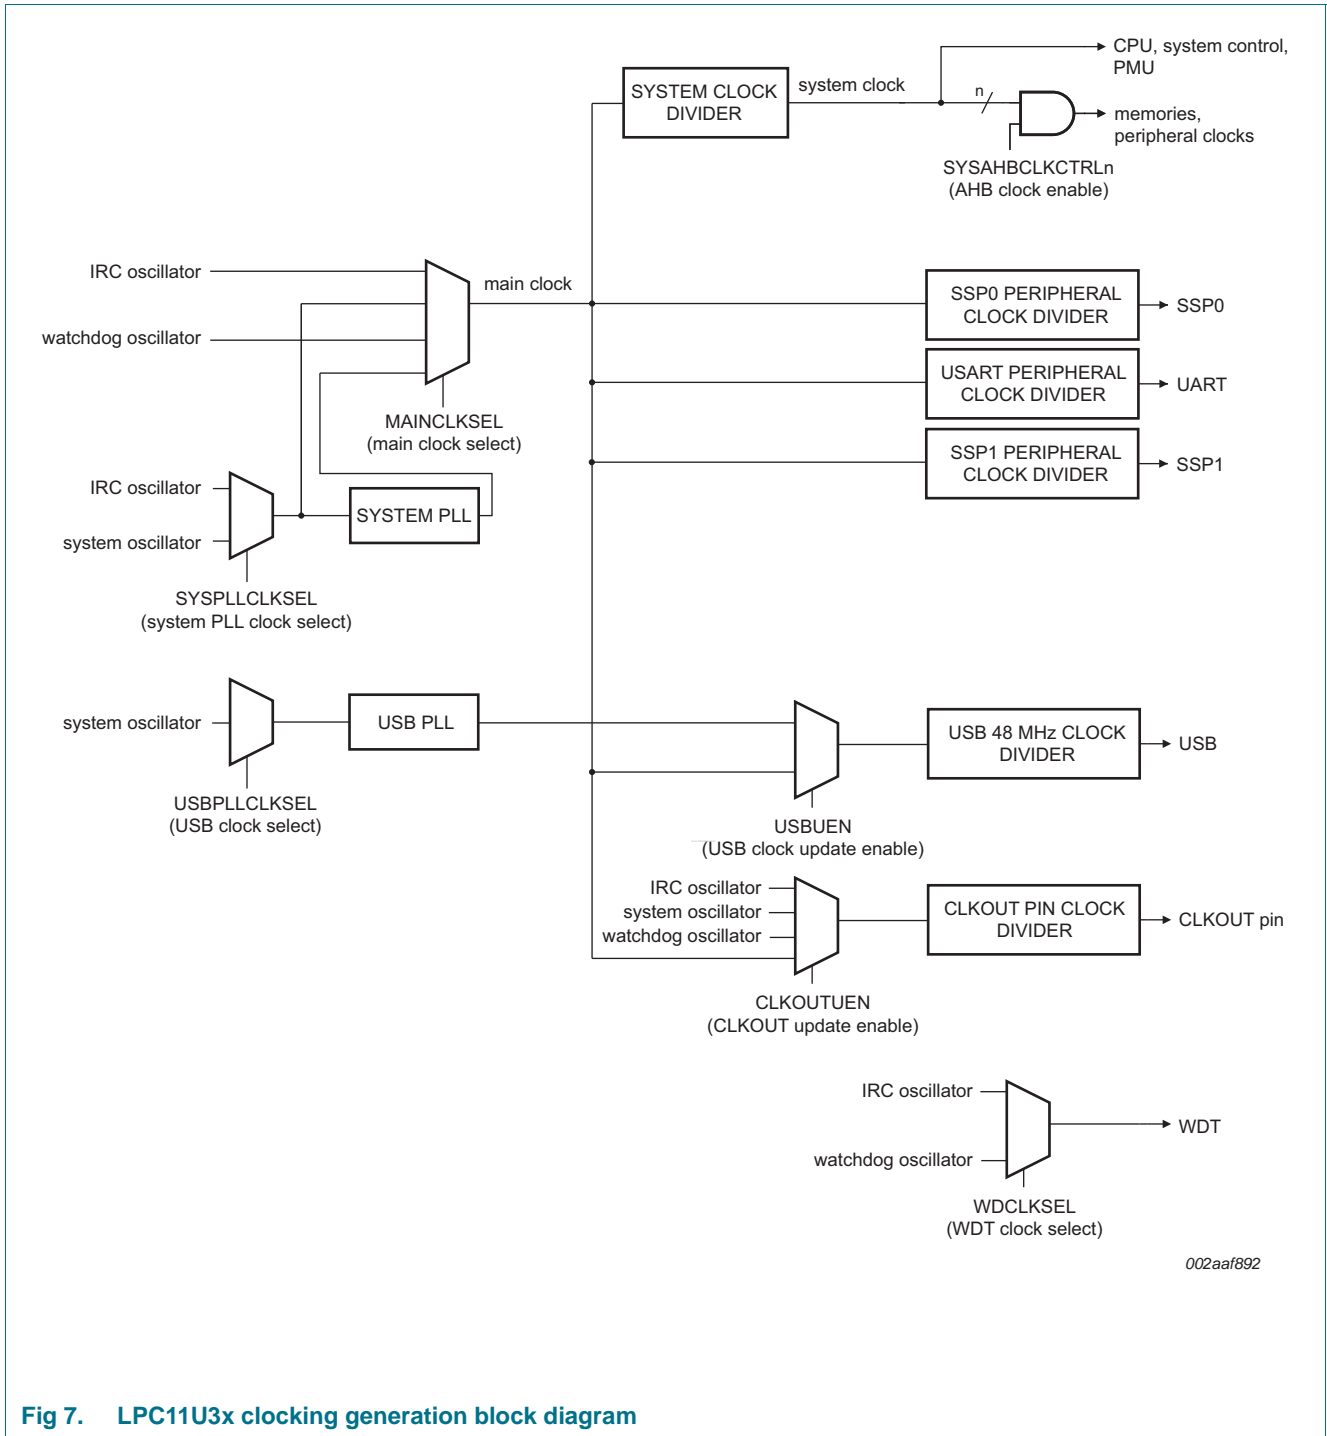 CPU, system control,
PMU
SYSTEM CLOCK
DIVIDER
system clock
n
memories,
peripheral clocks
SYSAHBCLKCTRLn
(AHB clock enable)
IRC oscillator
main clock
watchdog oscillator
MAINCLKSEL
(main clock select)
SSP0 PERIPHERAL
CLOCK DIVIDER
SSP0
USART PERIPHERAL
CLOCK DIVIDER
UART
SSP1 PERIPHERAL
CLOCK DIVIDER
SSP1
IRC oscillator
system oscillator
SYSTEM PLL
SYSPLLCLKSEL
(system PLL clock select)
system oscillator
USB PLL
USBPLLCLKSEL
(USB clock select)
USB 48 MHz CLOCK
DIVIDER
USB
USBUEN
(USB clock update enable)
IRC oscillator
system oscillator
watchdog oscillator
CLKOUT PIN CLOCK
DIVIDER
CLKOUT pin
CLKOUTUEN
(CLKOUT update enable)
IRC oscillator
watchdog oscillator
WDT
WDCLKSEL
(WDT clock select)
002aaf892
Fig 7. LPC11U3x clocking generation block diagram